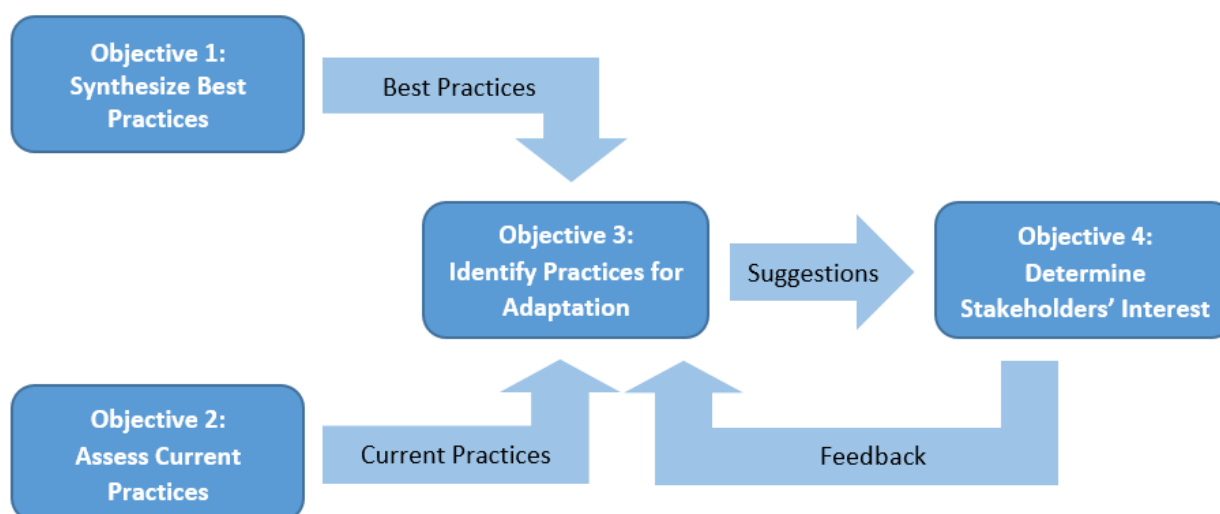 Objective 1:
Synthesize Best
Practices
Best Practices
Objective 3:
Identify Practices for
Adaptation
Suggestions
Objective 4:
Determine
Stakeholders’ Interest
Objective 2:
Assess Current
Practices
Current Practices
Feedback